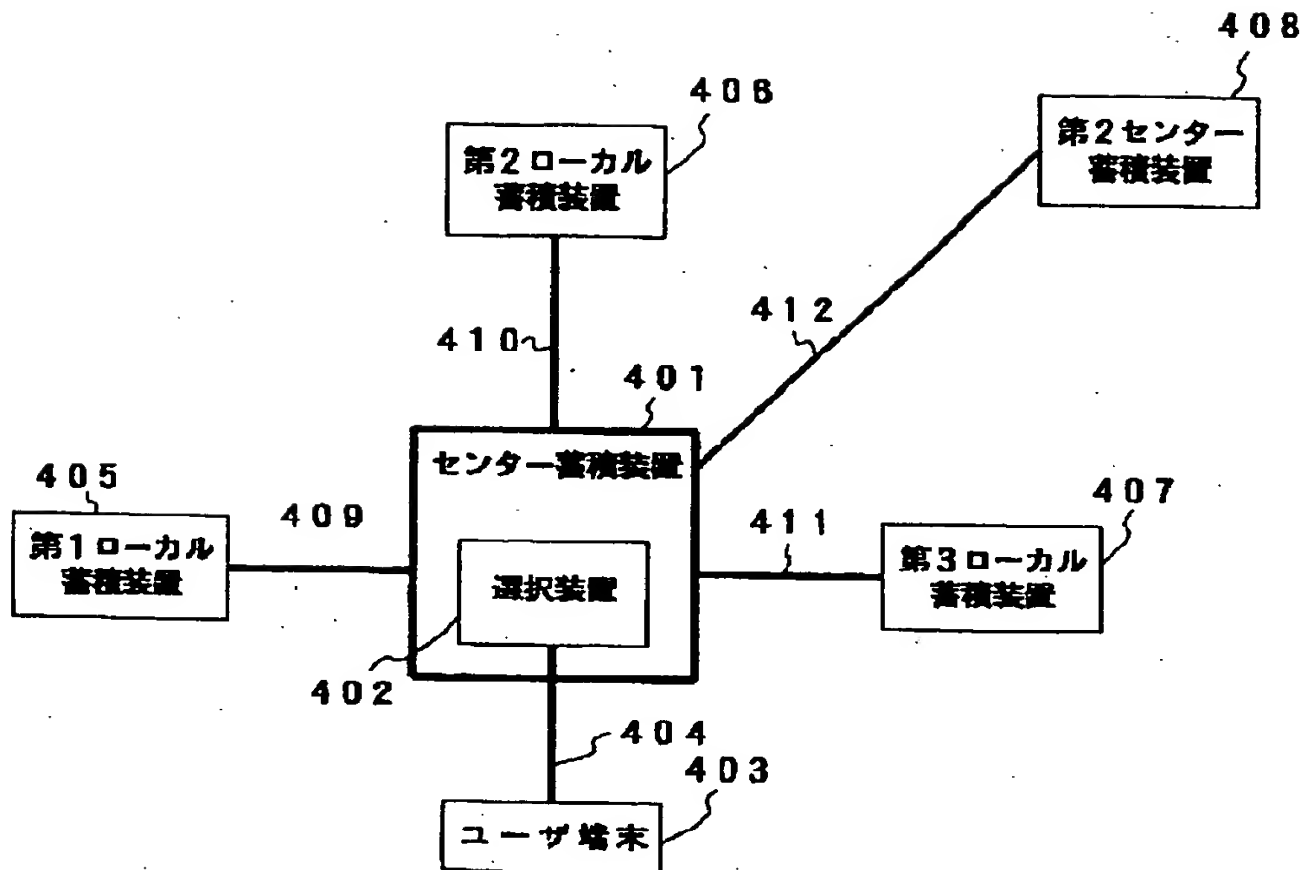 408
406
第2センター
蓄積装置
第2ローカル
蓄積装置
412
410
401
センター蓄積装置
405
407
409
411
第1ローカル
蓄積装置
第3ローカル
蓄積装置
選択装置
402
404
403
ユーザ端末